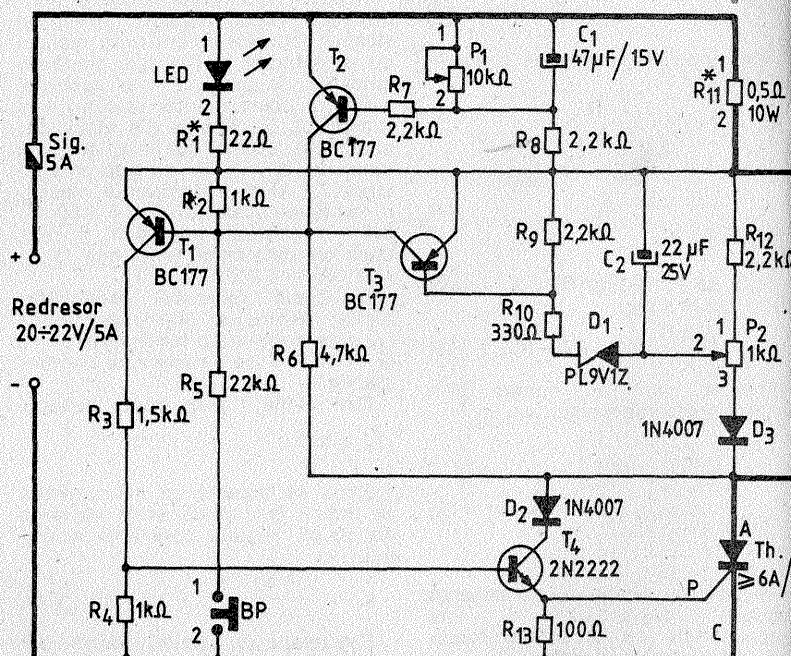 1
LED
2
R1*
22Ω
T2
BC177
R7
2,2kΩ
1
P1
10kΩ
2
C1
47µF/15V
R8
2,2kΩ
1
R11*
0,5Ω
10W
2
Sig.
5A
R2
1kΩ
T1
BC177
T3
BC177
R9
2,2kΩ
C2
22µF
25V
R12
2,2kΩ
+
Redresor
20÷22V/5A
-
R10
330Ω
D1
PL9V1Z
1
P2
1kΩ
2
3
R6
4,7kΩ
R5
22kΩ
R3
1,5kΩ
1N4007
D3
D2
1N4007
T4
2N2222
A
Th.
≥6A/
P
C
R4
1kΩ
1
BP
2
R13
100Ω